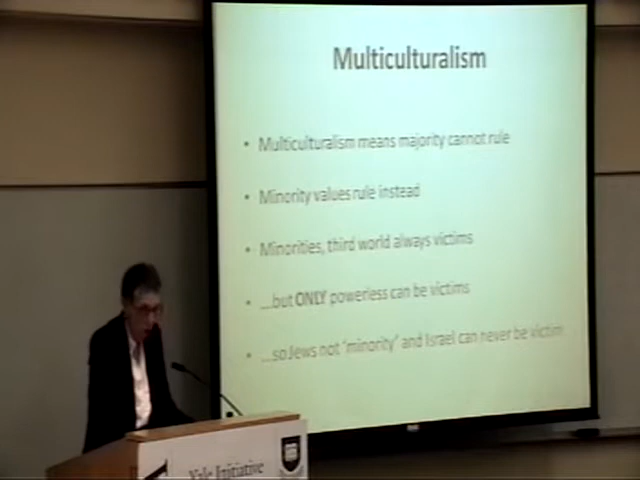 Multiculturalism
• Multiculturalism means majority cannot rule
• Minority values rule instead
• Minorities, third world always victims
• ...but ONLY powerless can be victims
• ...so Jews not 'minority' and Israel can never be victim
Yale Initiative